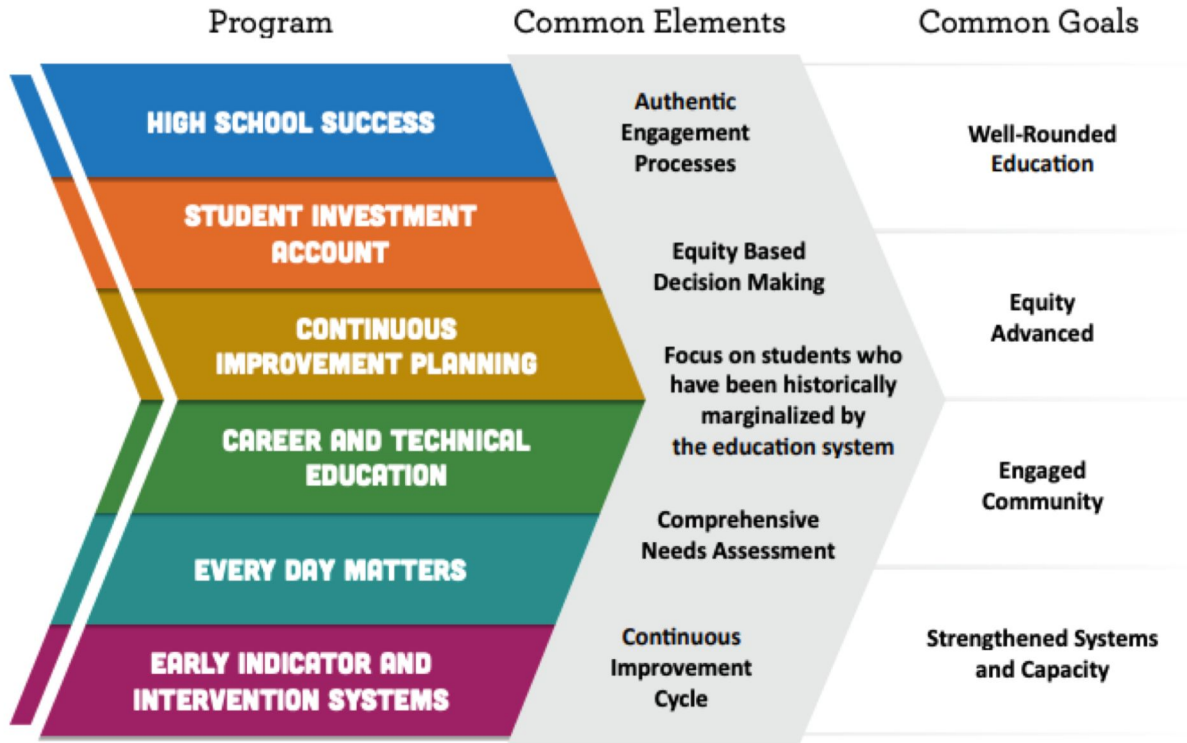 Program
Common Elements
Common Goals
HIGH SCHOOL SUCCESS
STUDENT INVESTMENT
ACCOUNT
CONTINUOUS
IMPROVEMENT PLANNING
CAREER AND TECHNICAL
EDUCATION
EVERY DAY MATTERS
EARLY INDICATOR AND
INTERVENTION SYSTEMS
Authentic
Engagement
Processes
Equity Based
Decision Making
Focus on students who
have been historically
marginalized by
the education system
Comprehensive
Needs Assessment
Continuous
Improvement
Cycle
Well-Rounded
Education
Equity
Advanced
Engaged
Community
Strengthened Systems
and Capacity